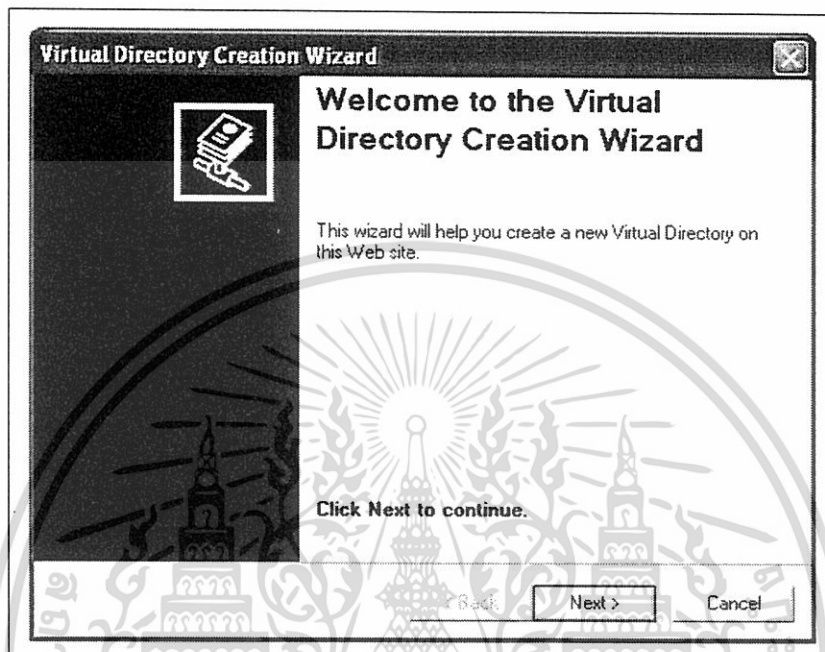 Virtual Directory Creation Wizard
Welcome to the Virtual
Directory Creation Wizard
This wizard will help you create a new Virtual Directory on
this Web site.
Click Next to continue.
< Back
Next >
Cancel